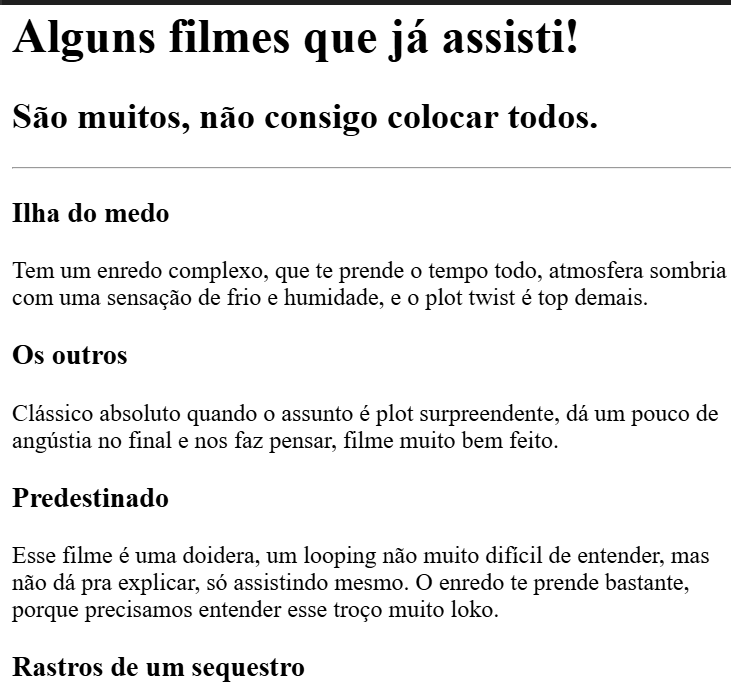 Alguns filmes que já assisti!
São muitos, não consigo colocar todos.
Ilha do medo
Tem um enredo complexo, que te prende o tempo todo, atmosfera sombria
com uma sensação de frio e humidade, e o plot twist é top demais.
Os outros
Clássico absoluto quando o assunto é plot surpreendente, dá um pouco de
angústia no final e nos faz pensar, filme muito bem feito.
Predestinado
Esse filme é uma doidera, um looping não muito difícil de entender, mas
não dá pra explicar, só assistindo mesmo. O enredo te prende bastante,
porque precisamos entender esse troço muito loko.
Rastros de um sequestro